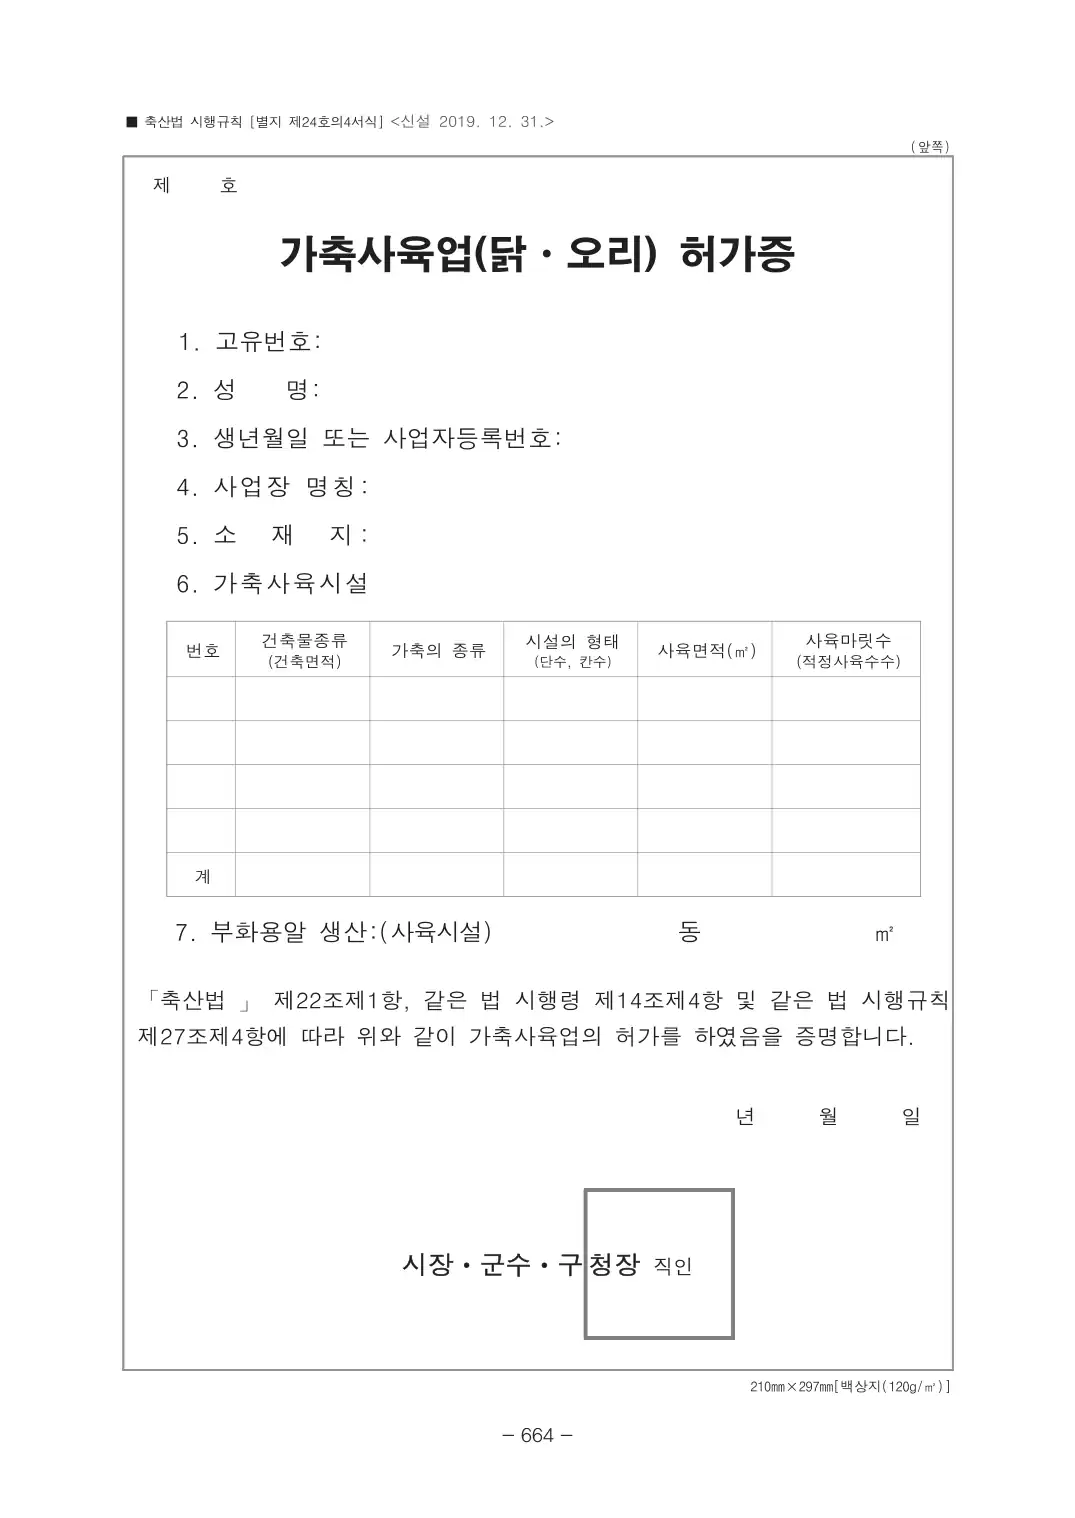 ■ 축산법 시행규칙 [별지 제24호의4서식] <신설 2019. 12. 31.>
(앞쪽)
제 호
가축사육업(닭·오리) 허가증
1. 고유번호:
2. 성 명:
3. 생년월일 또는 사업자등록번호:
4. 사업장 명칭:
5. 소 재 지:
6. 가축사육시설
번호 건축물종류 (건축면적) 가축의 종류 시설의 형태 (단수, 칸수) 사육면적(㎡) 사육마릿수 (적정사육수수)
계
7. 부화용알 생산:(사육시설) 동 ㎡
「축산법」 제22조제1항, 같은 법 시행령 제14조제4항 및 같은 법 시행규칙
제27조제4항에 따라 위와 같이 가축사육업의 허가를 하였음을 증명합니다.
년 월 일
시장·군수·구청장 직인
210㎜×297㎜[백상지(120g/㎡)]
- 664 -